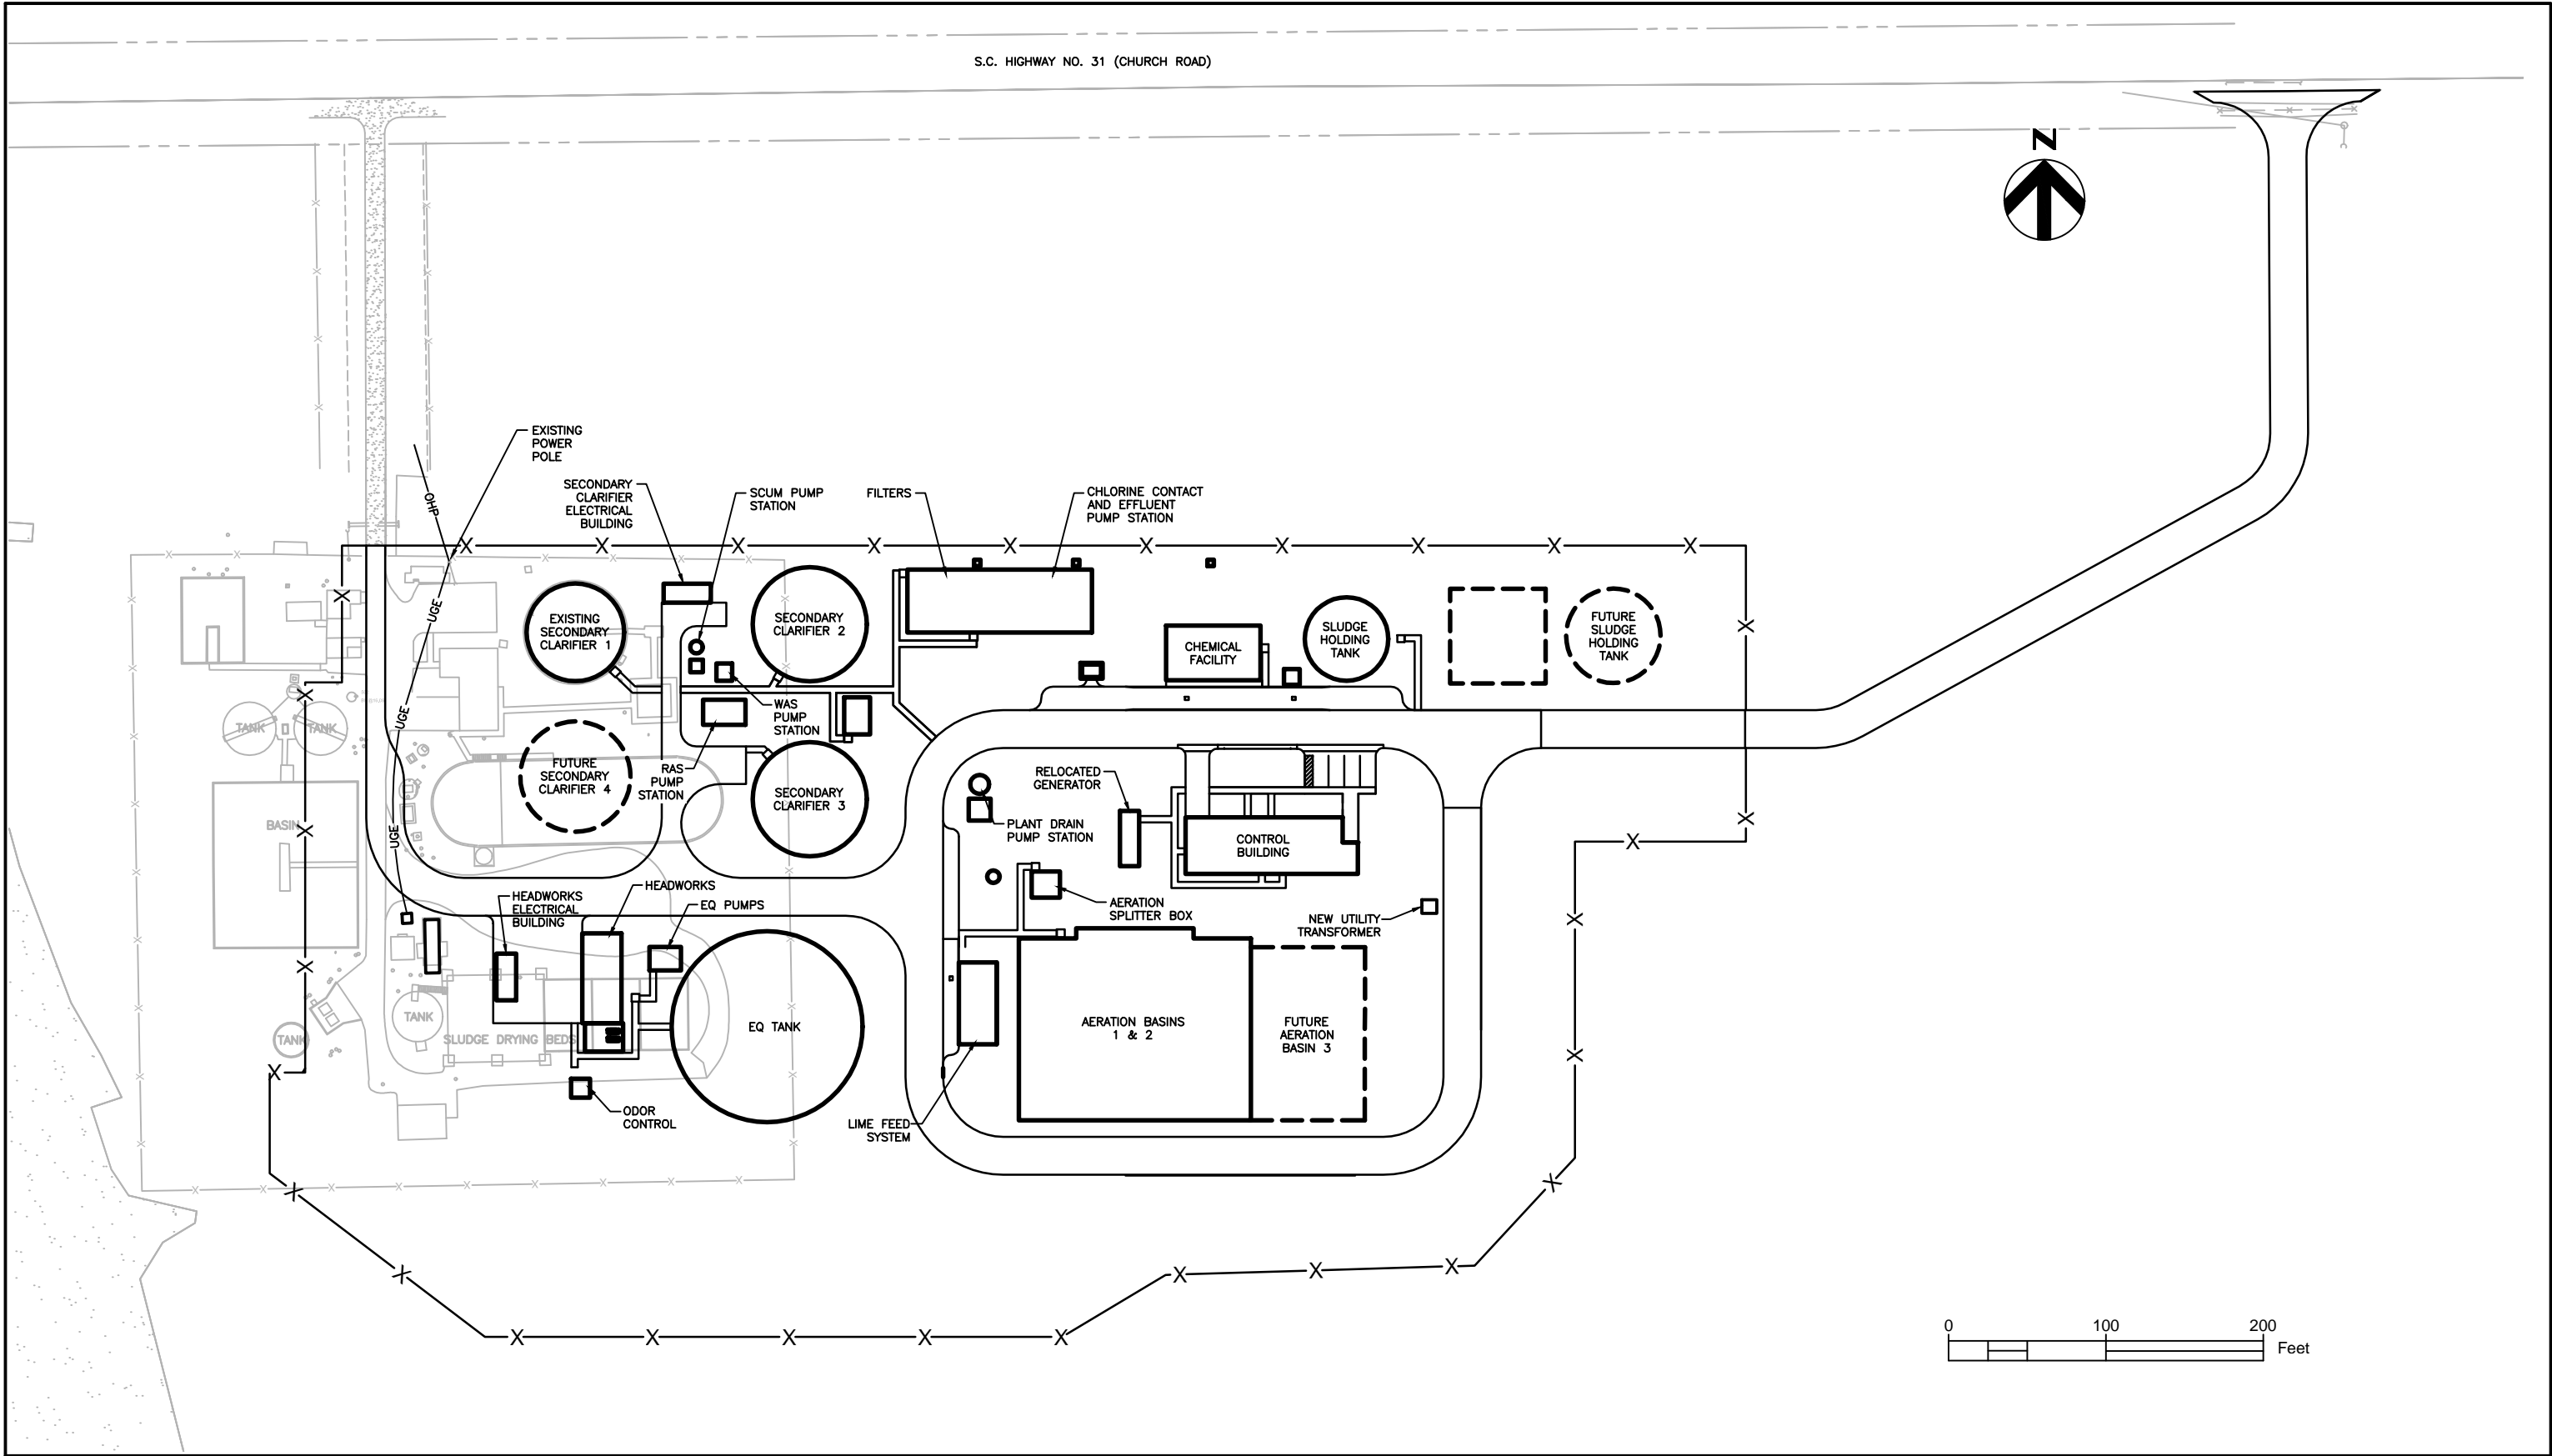 S.C. HIGHWAY NO. 31 (CHURCH ROAD)
N
EXISTING
POWER
POLE
OHP
SECONDARY
CLARIFIER
ELECTRICAL
BUILDING
SCUM PUMP
STATION
FILTERS
CHLORINE CONTACT
AND EFFLUENT
PUMP STATION
UGE
EXISTING
SECONDARY
CLARIFIER 1
SECONDARY
CLARIFIER 2
CHEMICAL
FACILITY
SLUDGE
HOLDING
TANK
FUTURE
SLUDGE
HOLDING
TANK
TANK
TANK
UGE
WAS
PUMP
STATION
RAS
PUMP
STATION
FUTURE
SECONDARY
CLARIFIER 4
SECONDARY
CLARIFIER 3
RELOCATED
GENERATOR
PLANT DRAIN
PUMP STATION
CONTROL
BUILDING
BASIN
UGE
HEADWORKS
ELECTRICAL
BUILDING
HEADWORKS
EQ PUMPS
AERATION
SPLITTER BOX
NEW UTILITY
TRANSFORMER
TANK
TANK
SLUDGE DRYING BEDS
EQ TANK
AERATION BASINS
1 & 2
FUTURE
AERATION
BASIN 3
ODOR
CONTROL
LIME FEED
SYSTEM
0 100 200
Feet